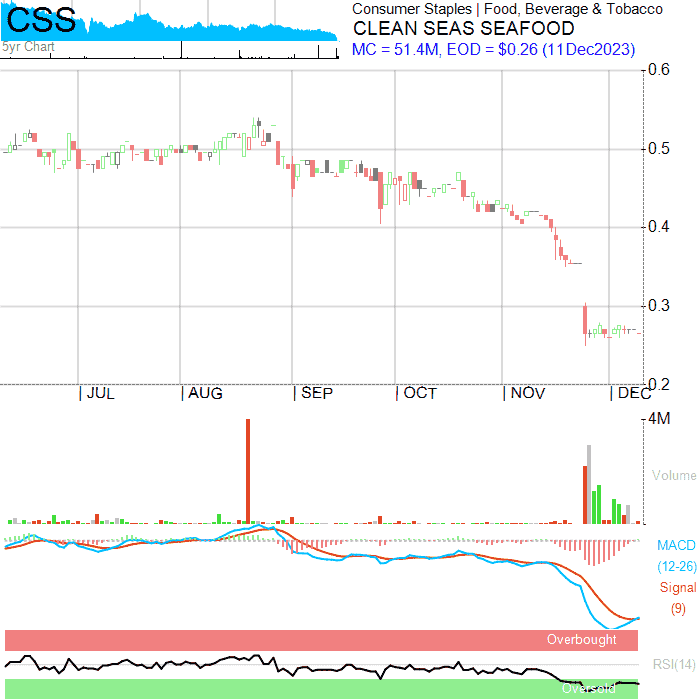 CSS
5yr Chart
Consumer Staples | Food, Beverage & Tobacco
CLEAN SEAS SEAFOOD
MC = 51.4M, EOD = $0.26 (11Dec2023)
0.6
0.5
0.4
0.3
0.2
JUL AUG SEP OCT NOV DEC
4M
Volume
MACD
(12-26)
Signal
(9)
Overbought
RSI(14)
Oversold